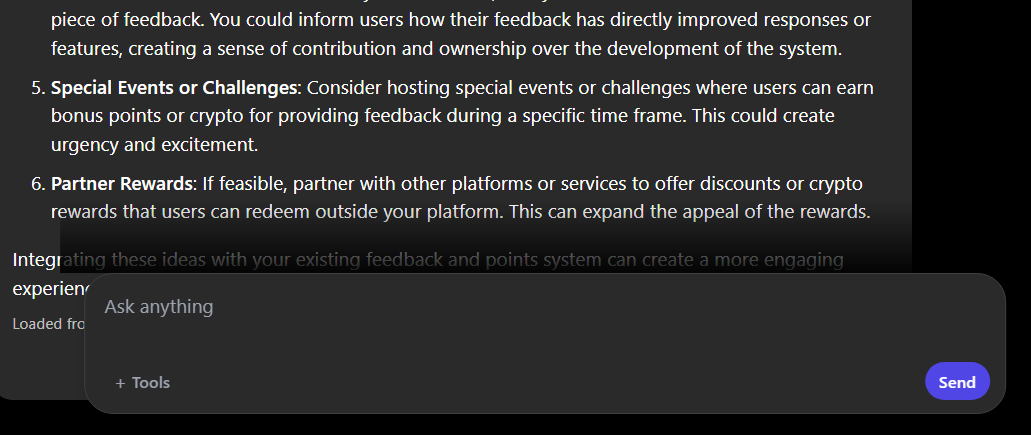 piece of feedback. You could inform users how their feedback has directly improved responses or
features, creating a sense of contribution and ownership over the development of the system.
5. Special Events or Challenges: Consider hosting special events or challenges where users can earn
bonus points or crypto for providing feedback during a specific time frame. This could create
urgency and excitement.
6. Partner Rewards: If feasible, partner with other platforms or services to offer discounts or crypto
rewards that users can redeem outside your platform. This can expand the appeal of the rewards.
Integrating these ideas with your existing feedback and points system can create a more engaging
experienc
Loaded fro
Ask anything
+ Tools
Send